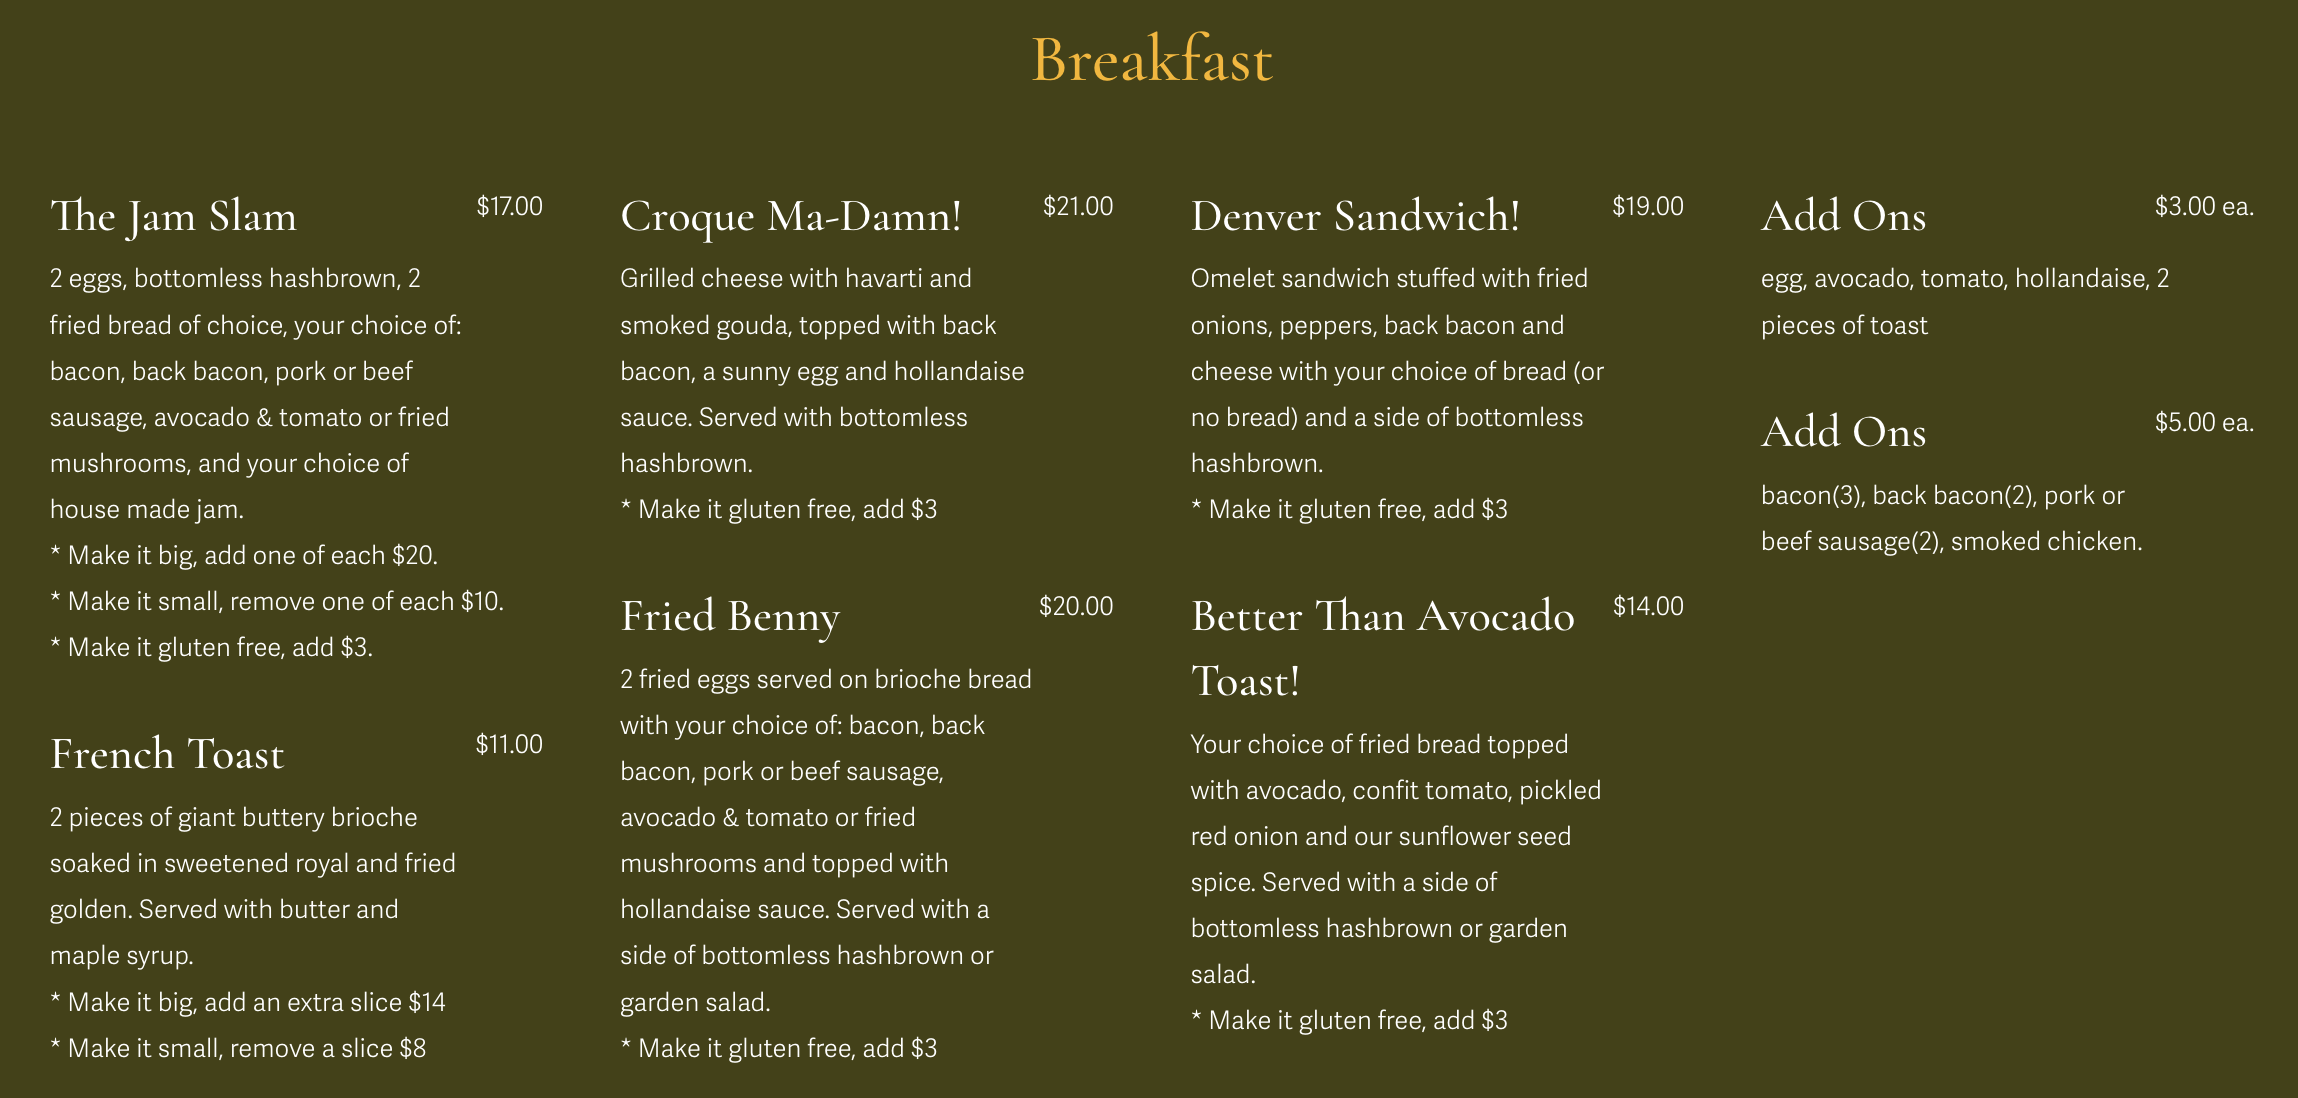 Breakfast
The Jam Slam $17.00
2 eggs, bottomless hashbrown, 2
fried bread of choice, your choice of:
bacon, back bacon, pork or beef
sausage, avocado & tomato or fried
mushrooms, and your choice of
house made jam.
* Make it big, add one of each $20.
* Make it small, remove one of each $10.
* Make it gluten free, add $3.
French Toast $11.00
2 pieces of giant buttery brioche
soaked in sweetened royal and fried
golden. Served with butter and
maple syrup.
* Make it big, add an extra slice $14
* Make it small, remove a slice $8
Croque Ma-Damn! $21.00
Grilled cheese with havarti and
smoked gouda, topped with back
bacon, a sunny egg and hollandaise
sauce. Served with bottomless
hashbrown.
* Make it gluten free, add $3
Fried Benny $20.00
2 fried eggs served on brioche bread
with your choice of: bacon, back
bacon, pork or beef sausage,
avocado & tomato or fried
mushrooms and topped with
hollandaise sauce. Served with a
side of bottomless hashbrown or
garden salad.
* Make it gluten free, add $3
Denver Sandwich! $19.00
Omelet sandwich stuffed with fried
onions, peppers, back bacon and
cheese with your choice of bread (or
no bread) and a side of bottomless
hashbrown.
* Make it gluten free, add $3
Better Than Avocado $14.00
Toast!
Your choice of fried bread topped
with avocado, confit tomato, pickled
red onion and our sunflower seed
spice. Served with a side of
bottomless hashbrown or garden
salad.
* Make it gluten free, add $3
Add Ons $3.00 ea.
egg, avocado, tomato, hollandaise, 2
pieces of toast
Add Ons $5.00 ea.
bacon(3), back bacon(2), pork or
beef sausage(2), smoked chicken.